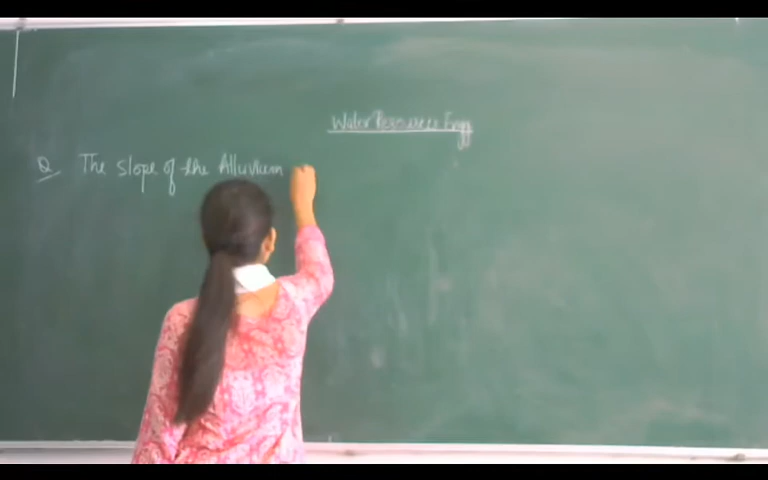 Water Resources Engg
Q The slope of the Alluvium